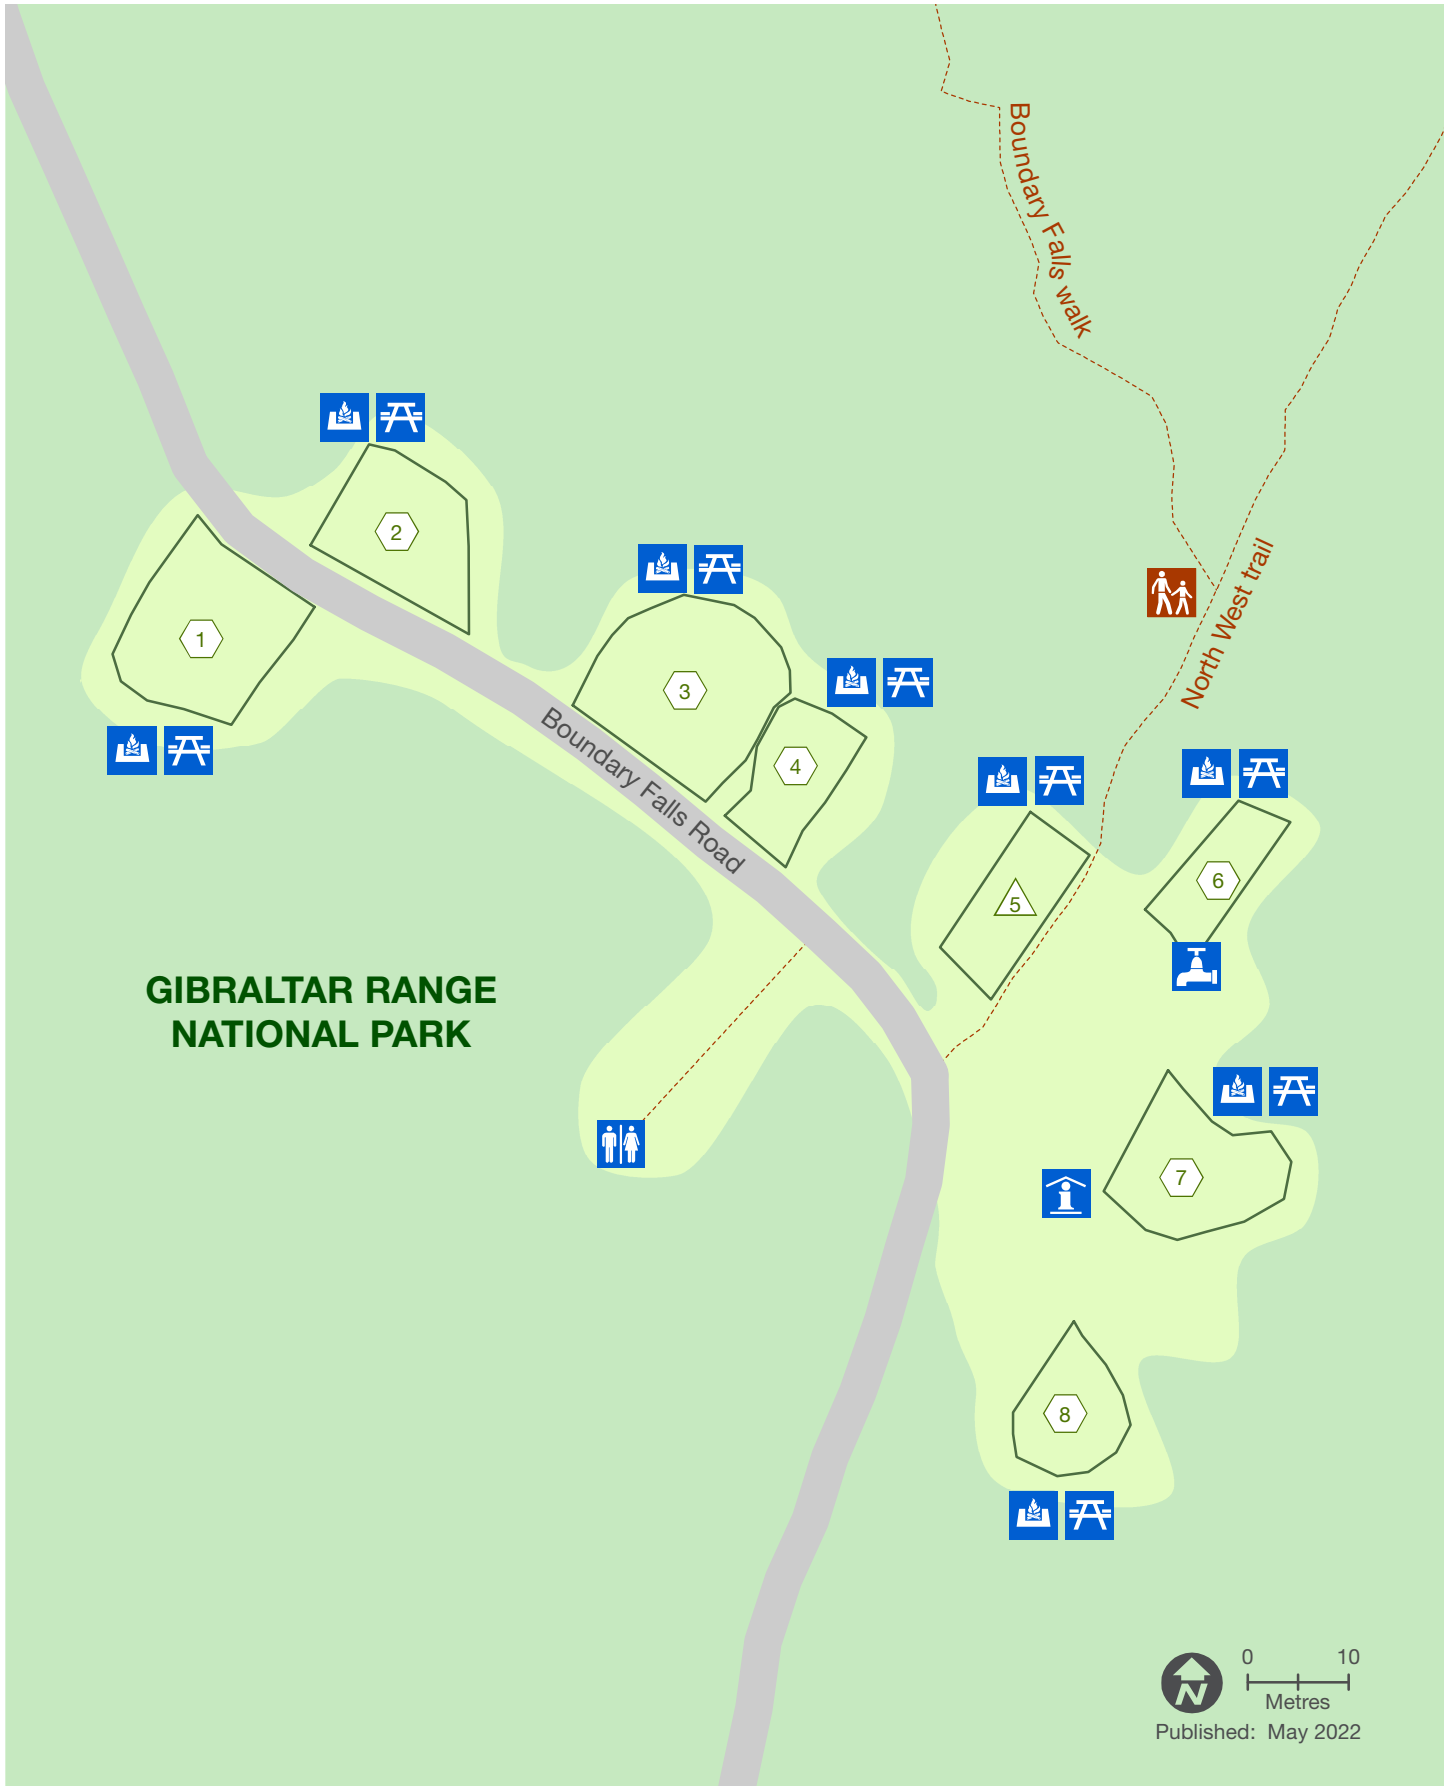 Boundary Falls walk
2
North West trail
1
3
Boundary Falls Road
4
5
6
GIBRALTAR RANGE
NATIONAL PARK
7
8
N
0 10
Metres
Published: May 2022